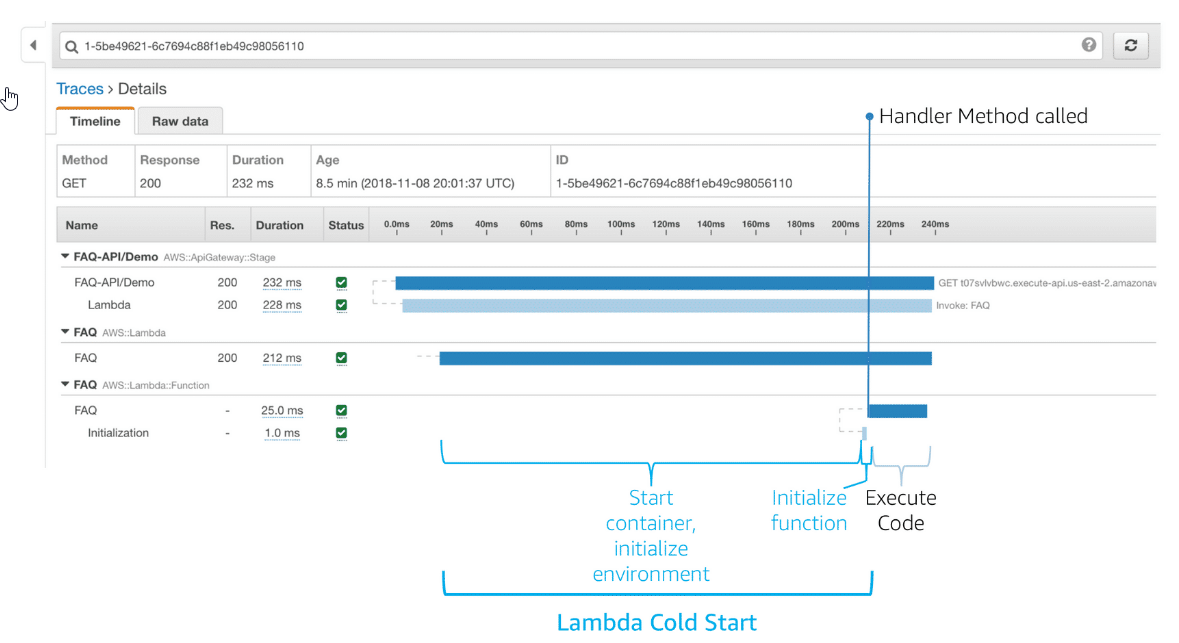 1-5be49621-6c7694c88f1eb49c98056110
Traces > Details
Timeline Raw data
Handler Method called
Method Response Duration Age ID
GET 200 232 ms 8.5 min (2018-11-08 20:01:37 UTC) 1-5be49621-6c7694c88f1eb49c98056110
Name Res. Duration Status 0.0ms 20ms 40ms 60ms 80ms 100ms 120ms 140ms 160ms 180ms 200ms 220ms 240ms
FAQ-API/Demo AWS::ApiGateway::Stage
FAQ-API/Demo 200 232 ms GET t07svlvbwc.execute-api.us-east-2.amazonaw
Lambda 200 228 ms Invoke: FAQ
FAQ AWS::Lambda
FAQ 200 212 ms
FAQ AWS::Lambda::Function
FAQ - 25.0 ms
Initialization - 1.0 ms
Start
container,
initialize
environment
Initialize
function
Execute
Code
Lambda Cold Start